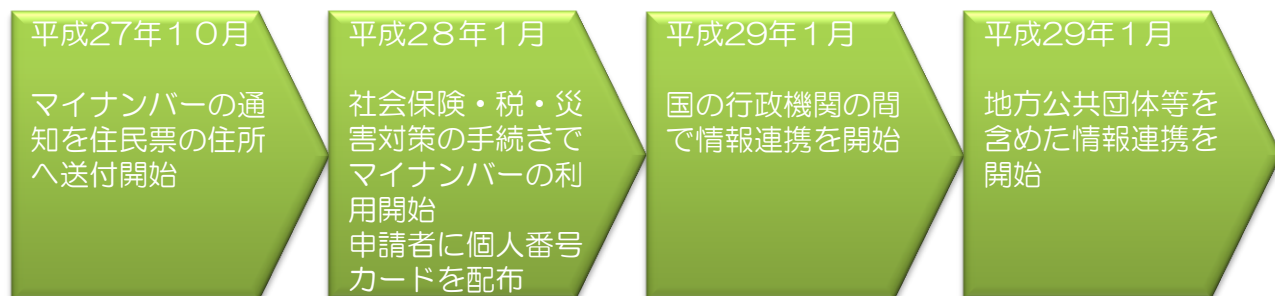 平成27年１０月
マイナンバーの通
知を住民票の住所
へ送付開始
平成2８年１月
社会保険・税・災
害対策の手続きで
マイナンバーの利
用開始
申請者に個人番号
カードを配布
平成29年１月
国の行政機関の間
で情報連携を開始
平成29年１月
地方公共団体等を
含めた情報連携を
開始